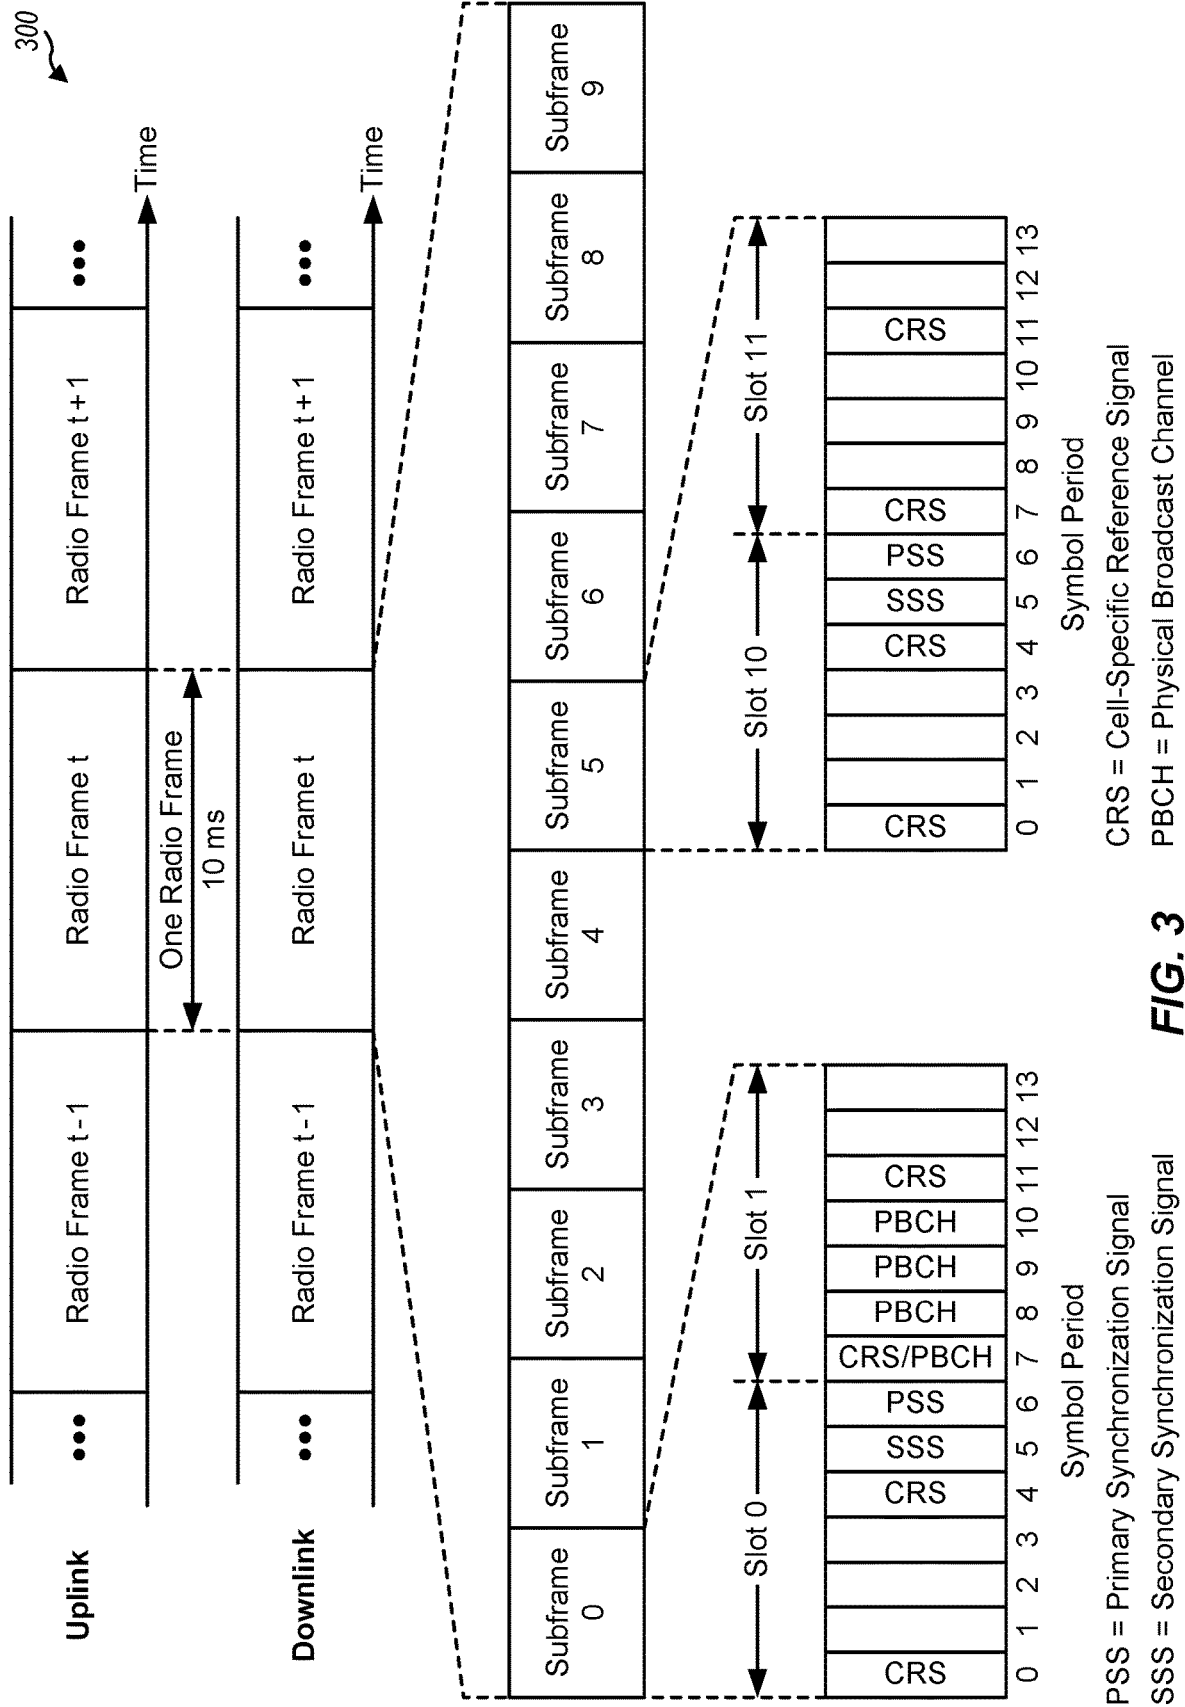 300
Uplink
Radio Frame t-1
Radio Frame t
Radio Frame t+1
Time
One Radio Frame
10 ms
Downlink
Radio Frame t-1
Radio Frame t
Radio Frame t+1
Time
Subframe 0
Subframe 1
Subframe 2
Subframe 3
Subframe 4
Subframe 5
Subframe 6
Subframe 7
Subframe 8
Subframe 9
Slot 0
Slot 1
CRS
CRS
SSS
PSS
CRS/PBCH
PBCH
PBCH
PBCH
CRS
0 1 2 3 4 5 6 7 8 9 10 11 12 13
Symbol Period
Slot 10
Slot 11
CRS
CRS
SSS
PSS
CRS
CRS
0 1 2 3 4 5 6 7 8 9 10 11 12 13
Symbol Period
PSS = Primary Synchronization Signal
SSS = Secondary Synchronization Signal
CRS = Cell-Specific Reference Signal
PBCH = Physical Broadcast Channel
FIG. 3